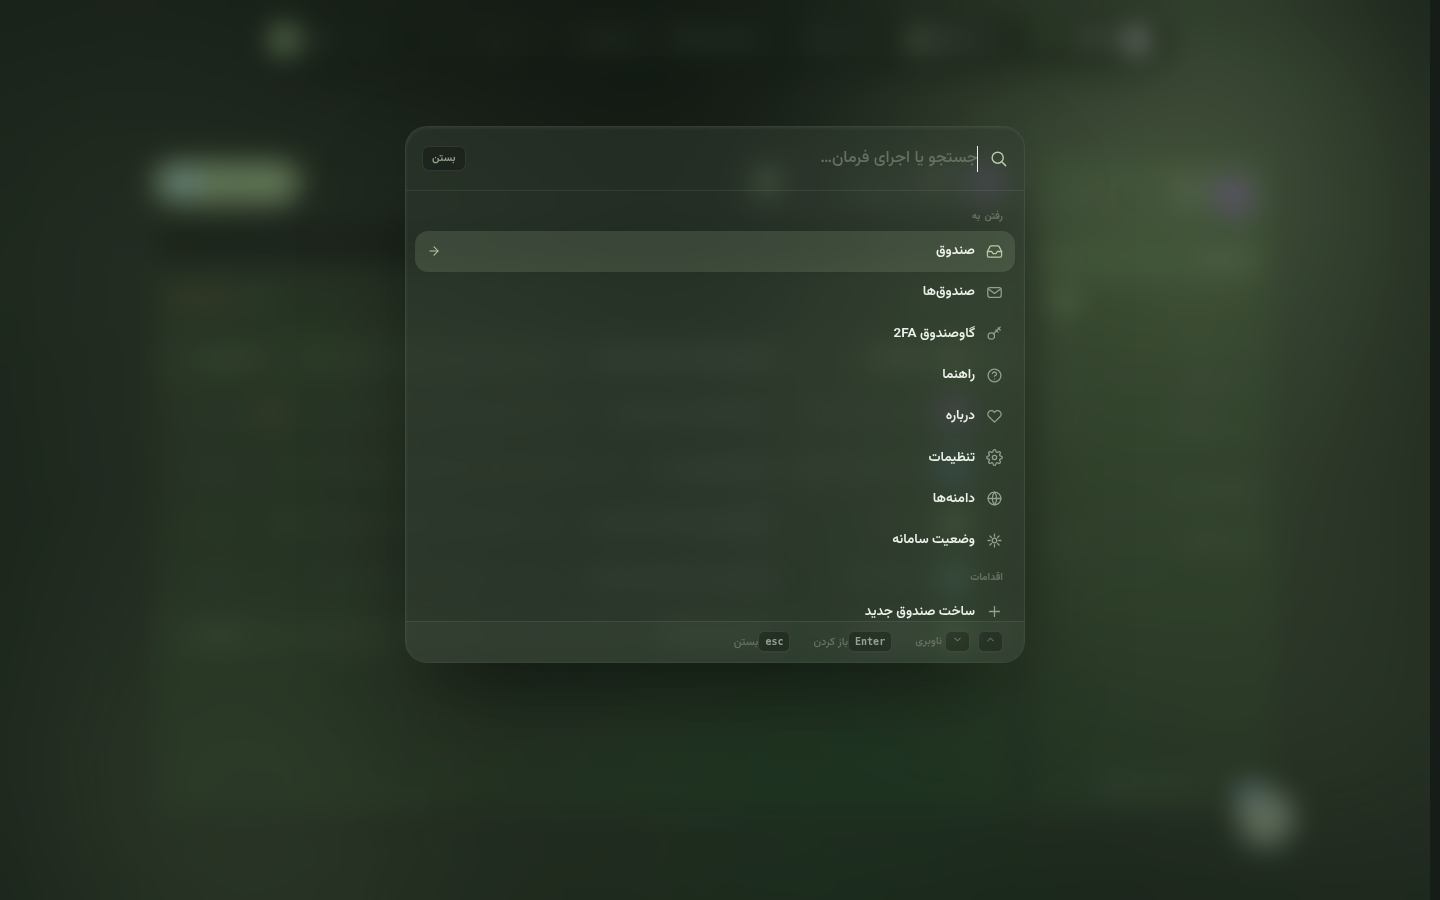 جستجو یا اجرای فرمان... بستن
رفتن به
صندوق
صندوق‌ها
گاوصندوق 2FA
راهنما
درباره
تنظیمات
دامنه‌ها
وضعیت سامانه
اقدامات
ساخت صندوق جدید
ناوبری Enter باز کردن esc بستن